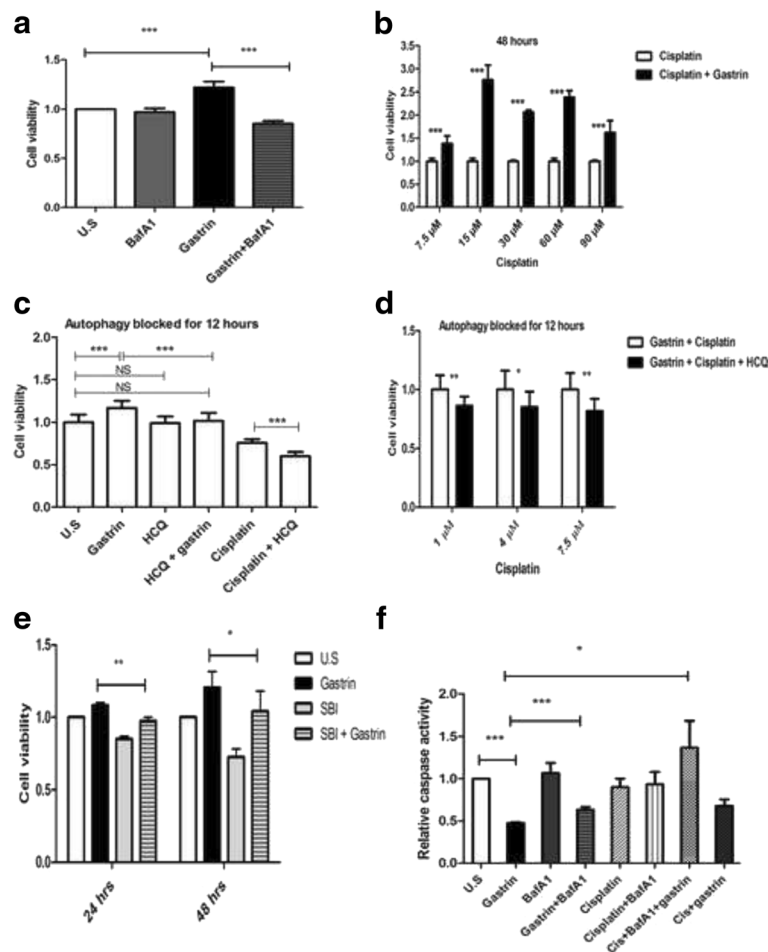 a
***
***
Cell viability
1.5
1.0
0.5
0.0
U.S
BafA1
Gastrin
Gastrin+BafA1
b
48 hours
Cisplatin
Cisplatin + Gastrin
Cell viability
3.5
3.0
2.5
2.0
1.5
1.0
0.5
0.0
***
***
***
***
***
7.5 µM
15 µM
30 µM
60 µM
90 µM
Cisplatin
c
Autophagy blocked for 12 hours
Cell viability
2.0
1.5
1.0
0.5
0.0
***
***
NS
NS
***
U.S
Gastrin
HCQ
HCQ + gastrin
Cisplatin
Cisplatin + HCQ
d
Autophagy blocked for 12 hours
Gastrin + Cisplatin
Gastrin + Cisplatin + HCQ
Cell viability
1.5
1.0
0.5
0.0
**
*
**
1 µM
4 µM
7.5 µM
Cisplatin
e
Cell viability
1.5
1.0
0.5
0.0
**
*
U.S
Gastrin
SBI
SBI + Gastrin
24 hrs
48 hrs
f
Relative caspase activity
2.0
1.5
1.0
0.5
0.0
*
***
***
U.S
Gastrin
BafA1
Gastrin+BafA1
Cisplatin
Cisplatin+BafA1
Cis+BafA1+gastrin
Cis+gastrin